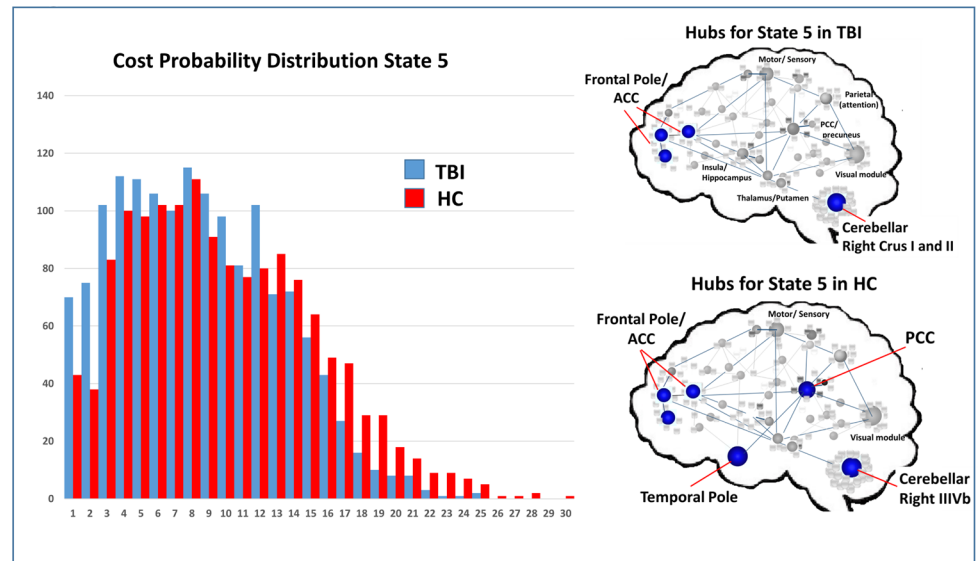 Cost Probability Distribution State 5
140
120
100
80
60
40
20
0
1 2 3 4 5 6 7 8 9 10 11 12 13 14 15 16 17 18 19 20 21 22 23 24 25 26 27 28 29 30
TBI
HC
Hubs for State 5 in TBI
Motor/ Sensory
Frontal Pole/
ACC
Parietal
(attention)
PCC/
precuneus
Insula/
Hippocampus
Visual module
Thalamus/Putamen
Cerebellar
Right Crus I and II
Hubs for State 5 in HC
Motor/ Sensory
Frontal Pole/
ACC
PCC
Visual module
Temporal Pole
Cerebellar
Right IIIVb